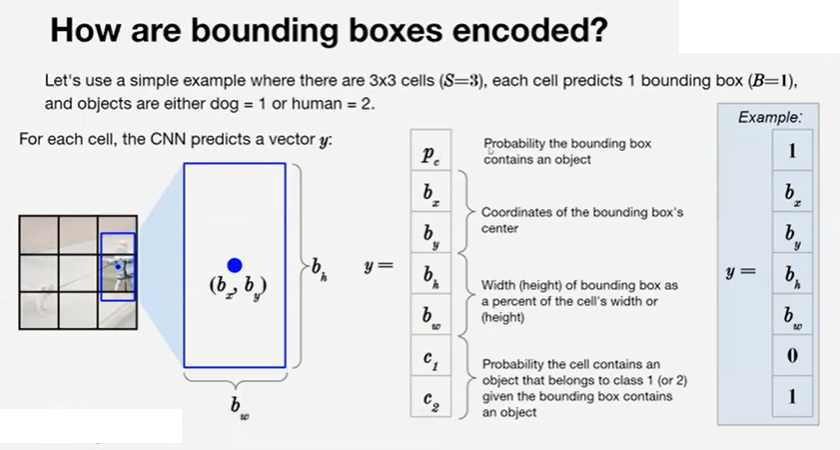 How are bounding boxes encoded?
Let's use a simple example where there are 3x3 cells (S=3), each cell predicts 1 bounding box (B=1),
and objects are either dog = 1 or human = 2.
For each cell, the CNN predicts a vector y:
(b_x, b_y)
b_h
b_w
y =
p_c
b_x
b_y
b_h
b_w
c_1
c_2
Probability the bounding box
contains an object
Coordinates of the bounding box's
center
Width (height) of bounding box as
a percent of the cell's width or
(height)
Probability the cell contains an
object that belongs to class 1 (or 2)
given the bounding box contains
an object
Example:
y =
1
b_x
b_y
b_h
b_w
0
1